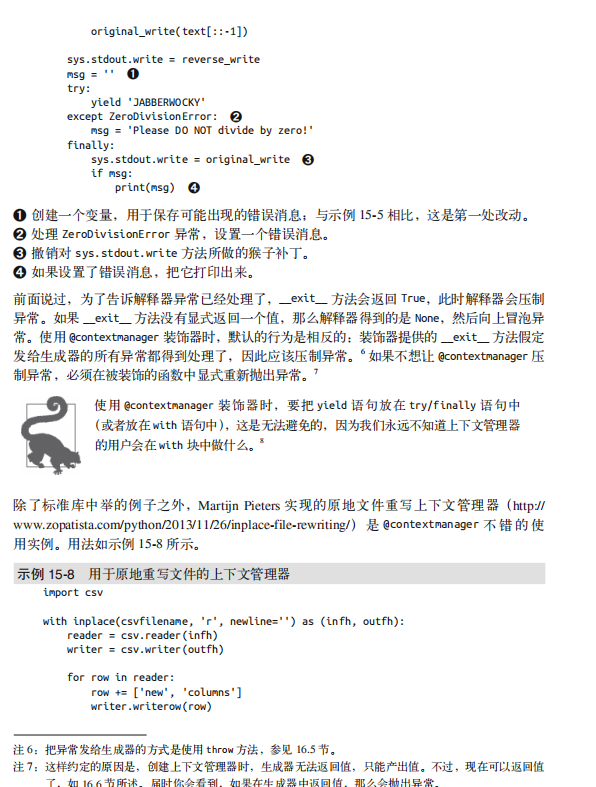 original_write(text[::-1])
sys.stdout.write = reverse_write
msg = '' ❶
try:
yield 'JABBERWOCKY'
except ZeroDivisionError: ❷
msg = 'Please DO NOT divide by zero!'
finally:
sys.stdout.write = original_write ❸
if msg:
print(msg) ❹
❶ 创建一个变量，用于保存可能出现的错误消息；与示例 15-5 相比，这是第一处改动。
❷ 处理 ZeroDivisionError 异常，设置一个错误消息。
❸ 撤销对 sys.stdout.write 方法所做的猴子补丁。
❹ 如果设置了错误消息，把它打印出来。
前面说过，为了告诉解释器异常已经处理了，__exit__ 方法会返回 True，此时解释器会压制
异常。如果 __exit__ 方法没有显式返回一个值，那么解释器得到的是 None，然后向上冒泡异
常。使用 @contextmanager 装饰器时，默认的行为是相反的：装饰器提供的 __exit__ 方法假定
发给生成器的所有异常都得到处理了，因此应该压制异常。⁶ 如果不想让 @contextmanager 压
制异常，必须在被装饰的函数中显式重新抛出异常。⁷
使用 @contextmanager 装饰器时，要把 yield 语句放在 try/finally 语句中
（或者放在 with 语句中），这是无法避免的，因为我们永远不知道上下文管理器
的用户会在 with 块中做什么。⁸
除了标准库中举的例子之外，Martijn Pieters 实现的原地文件重写上下文管理器（http://
www.zopatista.com/python/2013/11/26/inplace-file-rewriting/）是 @contextmanager 不错的使
用实例。用法如示例 15-8 所示。
示例 15-8 用于原地重写文件的上下文管理器
import csv
with inplace(csvfilename, 'r', newline='') as (infh, outfh):
reader = csv.reader(infh)
writer = csv.writer(outfh)
for row in reader:
row += ['new', 'columns']
writer.writerow(row)
注 6：把异常发给生成器的方式是使用 throw 方法，参见 16.5 节。
注 7：这样约定的原因是，创建上下文管理器时，生成器无法返回值，只能产出值。不过，现在可以返回值
了，如 16.6 节所述。届时你会看到，如果在生成器中返回值，那么会抛出异常。